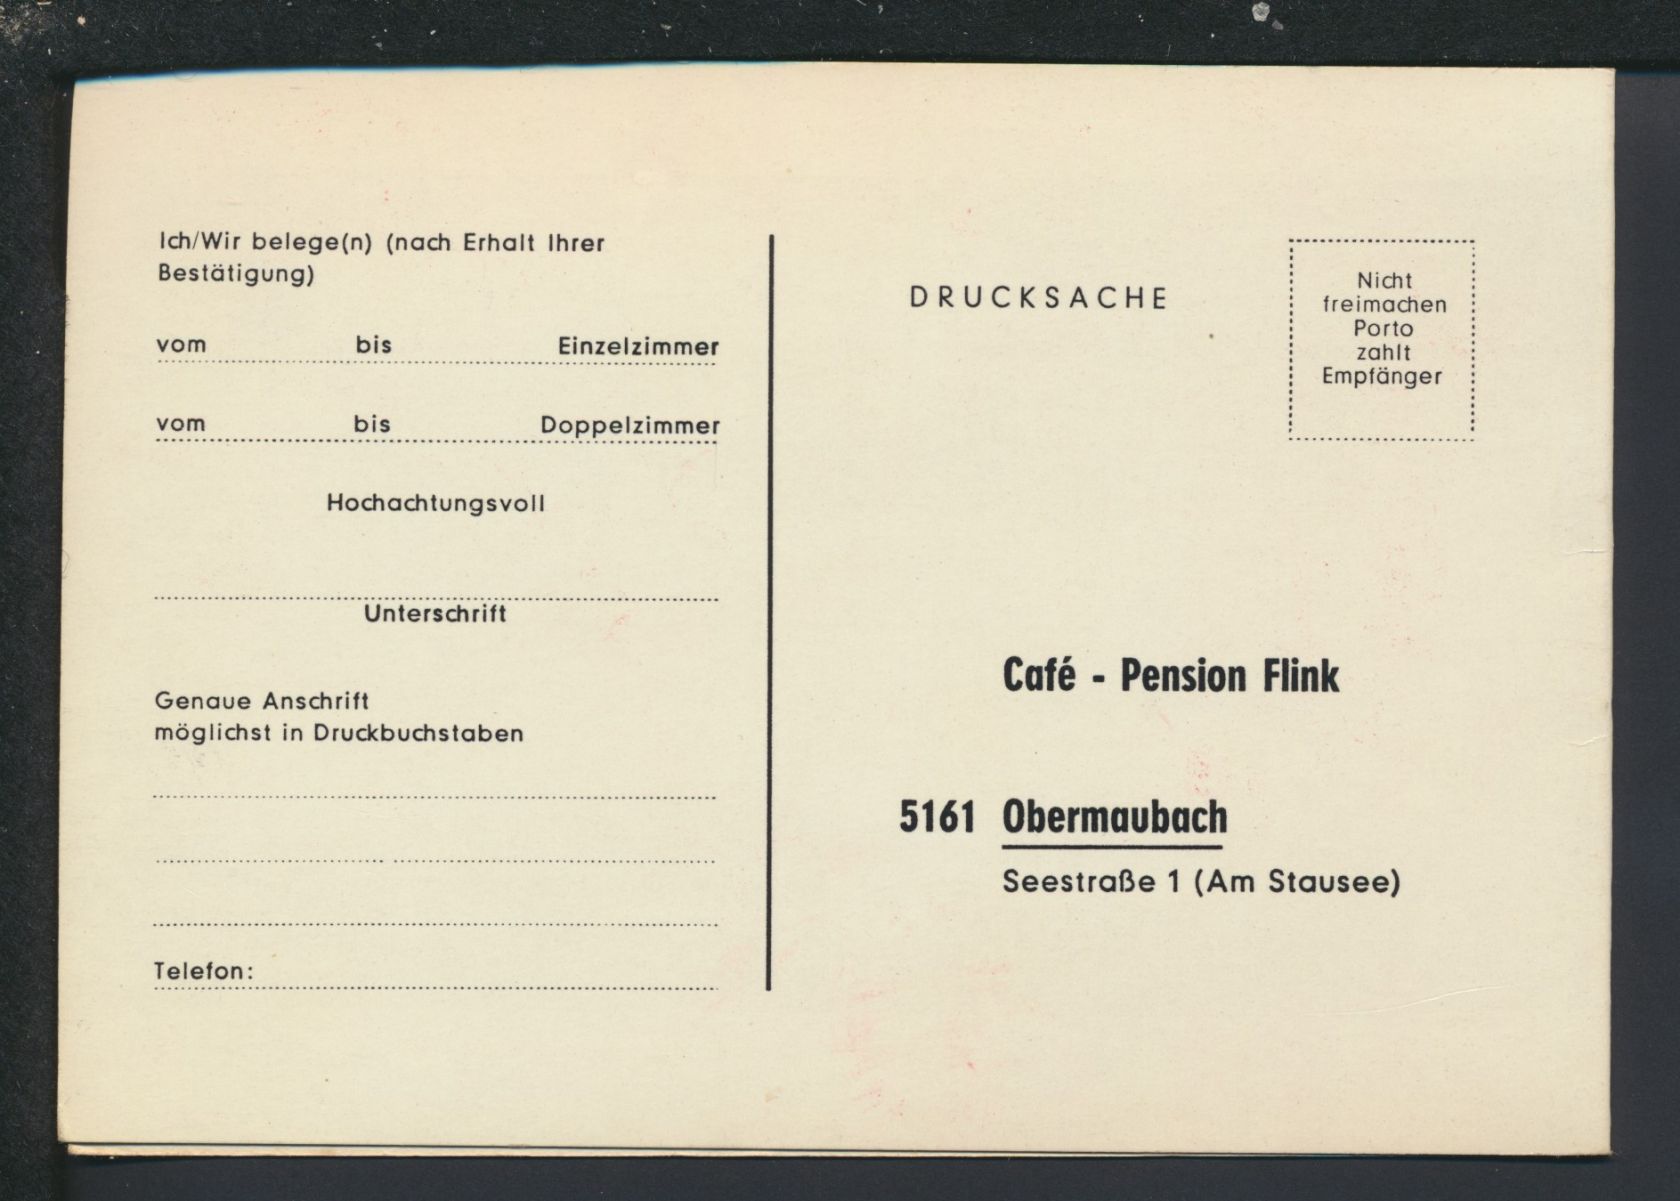 Ich/Wir belege(n) (nach Erhalt Ihrer
Bestätigung)
vom bis Einzelzimmer
vom bis Doppelzimmer
Hochachtungsvoll
Unterschrift
Genaue Anschrift
möglichst in Druckbuchstaben
Telefon:
DRUCKSACHE
Nicht
freimachen
Porto
zahlt
Empfänger
Café - Pension Flink
5161 Obermaubach
Seestraße 1 (Am Stausee)